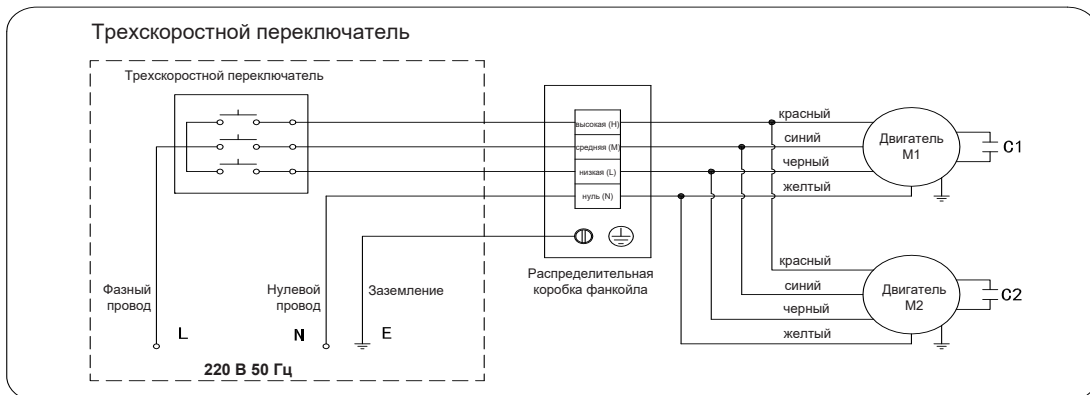 Трехскоростной переключатель
Трехскоростной переключатель
высокая (H)
средняя (M)
низкая (L)
нуль (N)
красный
синий
черный
желтый
Двигатель
M1
C1
Распределительная
коробка фанкойла
красный
синий
черный
желтый
Двигатель
M2
C2
Фазный
провод
L
Нулевой
провод
N
Заземление
E
220 В 50 Гц